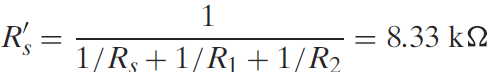 R′ₛ = 1 / (1/Rₛ + 1/R₁ + 1/R₂) = 8.33 kΩ